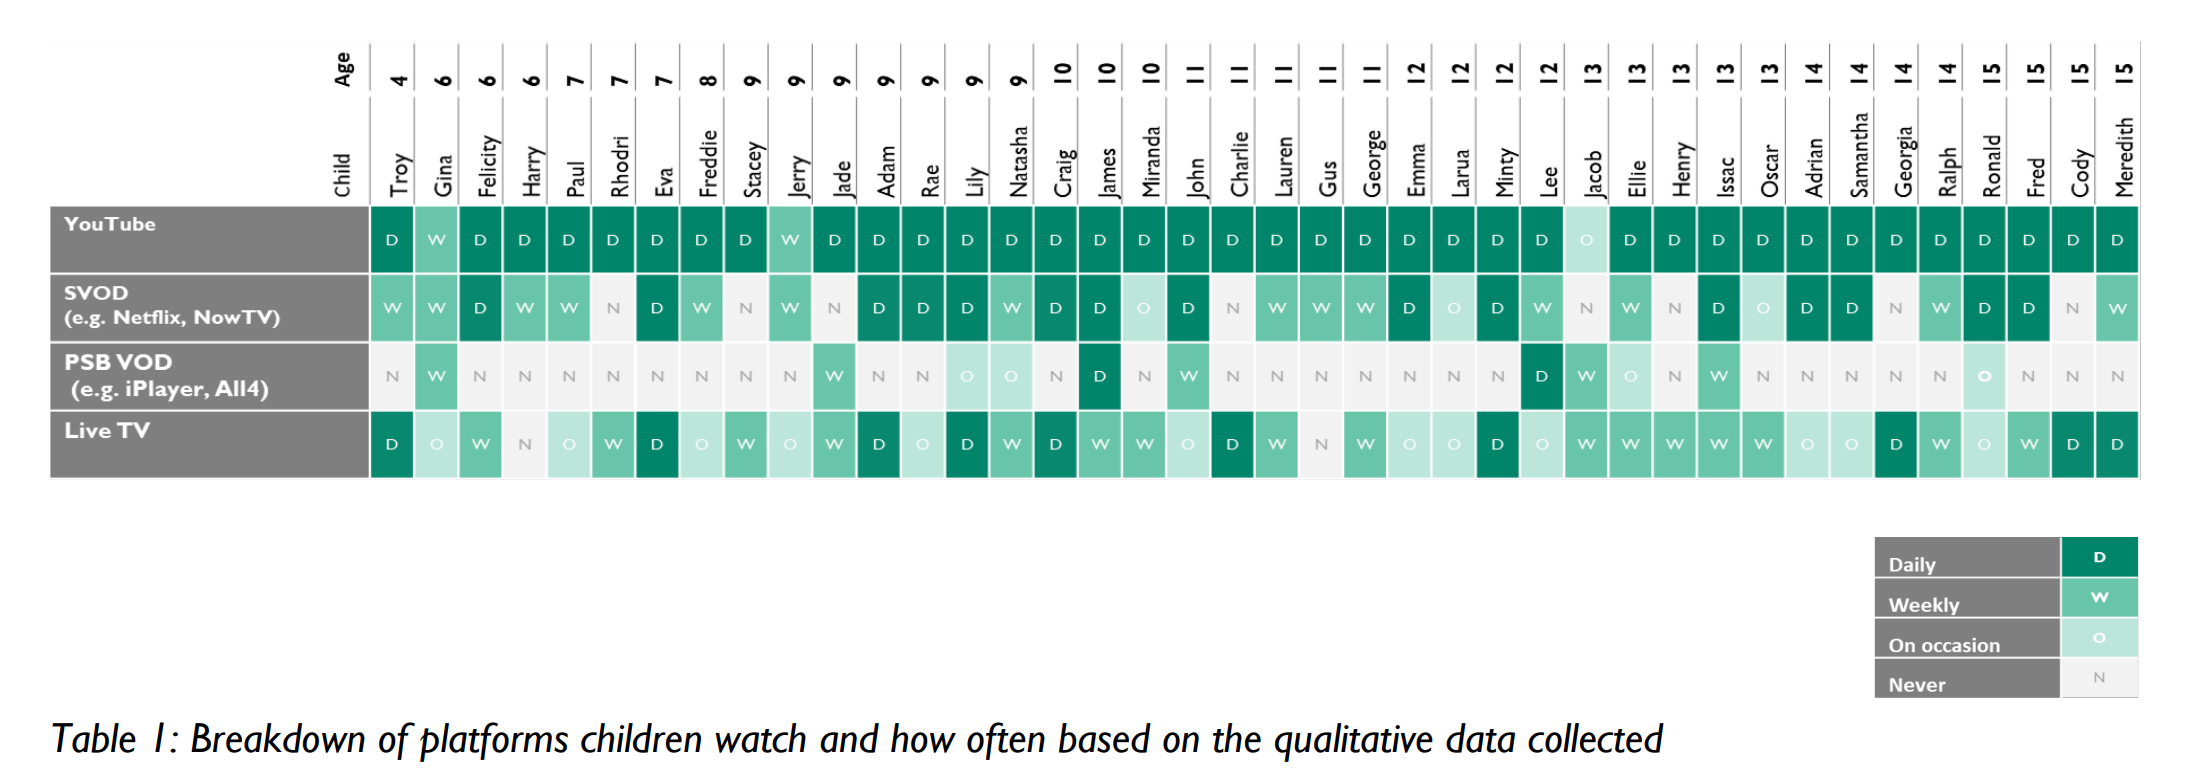 Age 4 6 6 6 7 7 7 8 9 9 9 9 9 9 9 10 10 10 11 11 11 11 11 12 12 12 12 13 13 13 13 13 14 14 14 14 15 15 15 15
Child Troy Gina Felicity Harry Paul Rhodri Eva Freddie Stacey Jerry Jade Adam Rae Lily Natasha Craig James Miranda John Charlie Lauren Gus George Emma Larua Minty Lee Jacob Ellie Henry Issac Oscar Adrian Samantha Georgia Ralph Ronald Fred Cody Meredith
YouTube D W D D D D D D D W D D D D D D D D D D D D D D D D D O D D D D D D D D D D D D
SVOD
(e.g. Netflix, NowTV) W W D W W N D W N W N D D D W D D O D N W W W D O D W N W N D O D D N W D D N W
PSB VOD
(e.g. iPlayer, All4) N W N N N N N N N N W N N O O N D N W N N N N N N N D W O N W N N N N N O N N N
Live TV D O W N O W D O W O W D O D W D W W O D W N W O O D O W W W W W O O D W O W D D
Daily D
Weekly W
On occasion O
Never N
Table 1: Breakdown of platforms children watch and how often based on the qualitative data collected